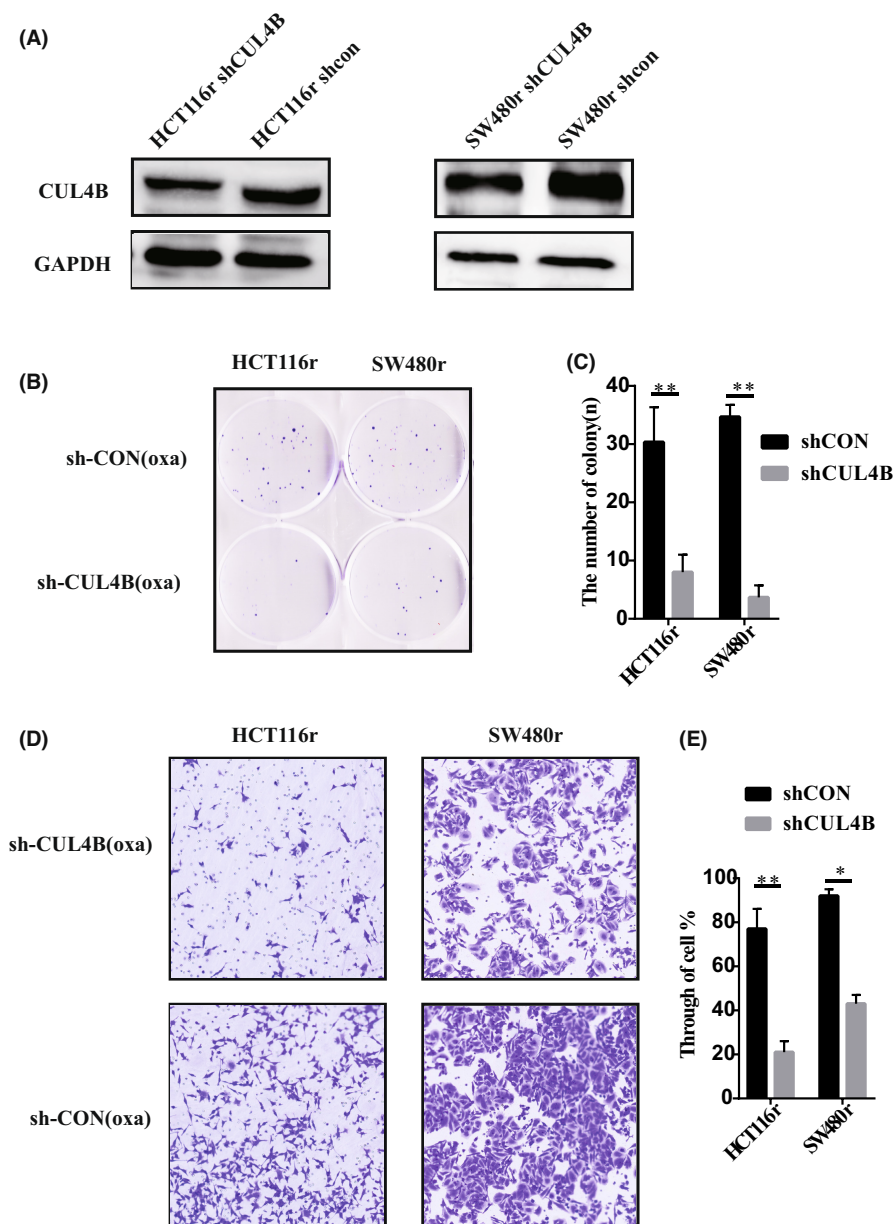 (A)
HCT116r shCUL4B
HCT116r shcon
SW480r shCUL4B
SW480r shcon
CUL4B
GAPDH
(B)
HCT116r SW480r
sh-CON(oxa)
sh-CUL4B(oxa)
(C)
The number of colony(n)
40
30
20
10
0
** **
shCON
shCUL4B
HCT116r
SW480r
(D)
HCT116r SW480r
sh-CUL4B(oxa)
sh-CON(oxa)
(E)
shCON
shCUL4B
Through of cell %
100
80
60
40
20
0
** *
HCT116r
SW480r